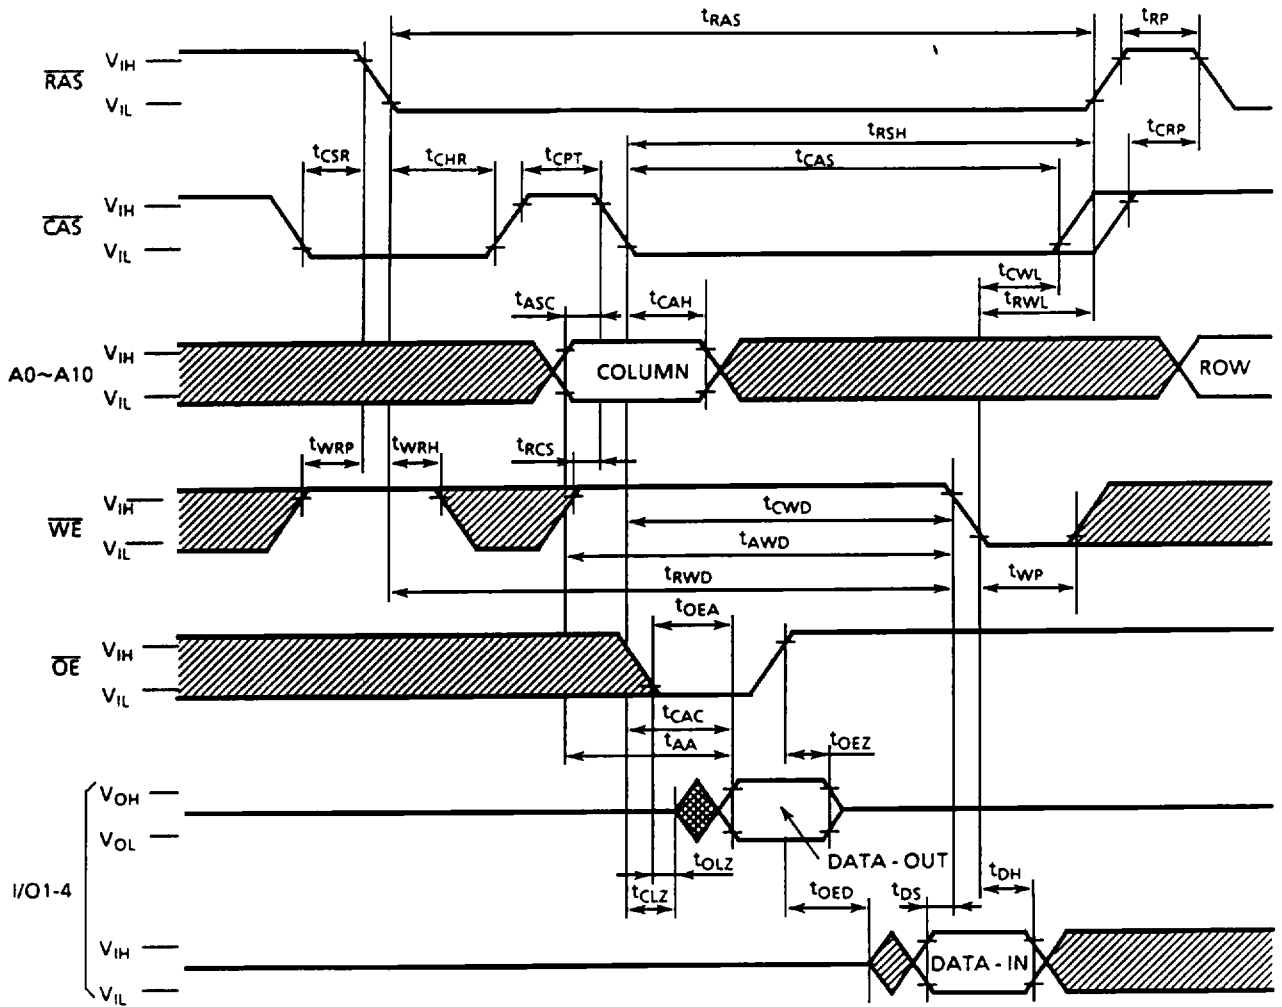 tRAS
tRP
RAS
VIH
VIL
tRSH
tCRP
tCSR
tCHR
tCPT
tCAS
CAS
VIH
VIL
tCWL
tASC
tCAH
tRWL
A0~A10
VIH
VIL
COLUMN
ROW
tWRP
tWRH
tRCS
WE
VIH
VIL
tCWD
tAWD
tRWD
tWP
tOEA
OE
VIH
VIL
tCAC
tAA
tOEZ
I/O1-4
VOH
VOL
DATA - OUT
tOLZ
tCLZ
tOED
tDS
tDH
VIH
VIL
DATA - IN